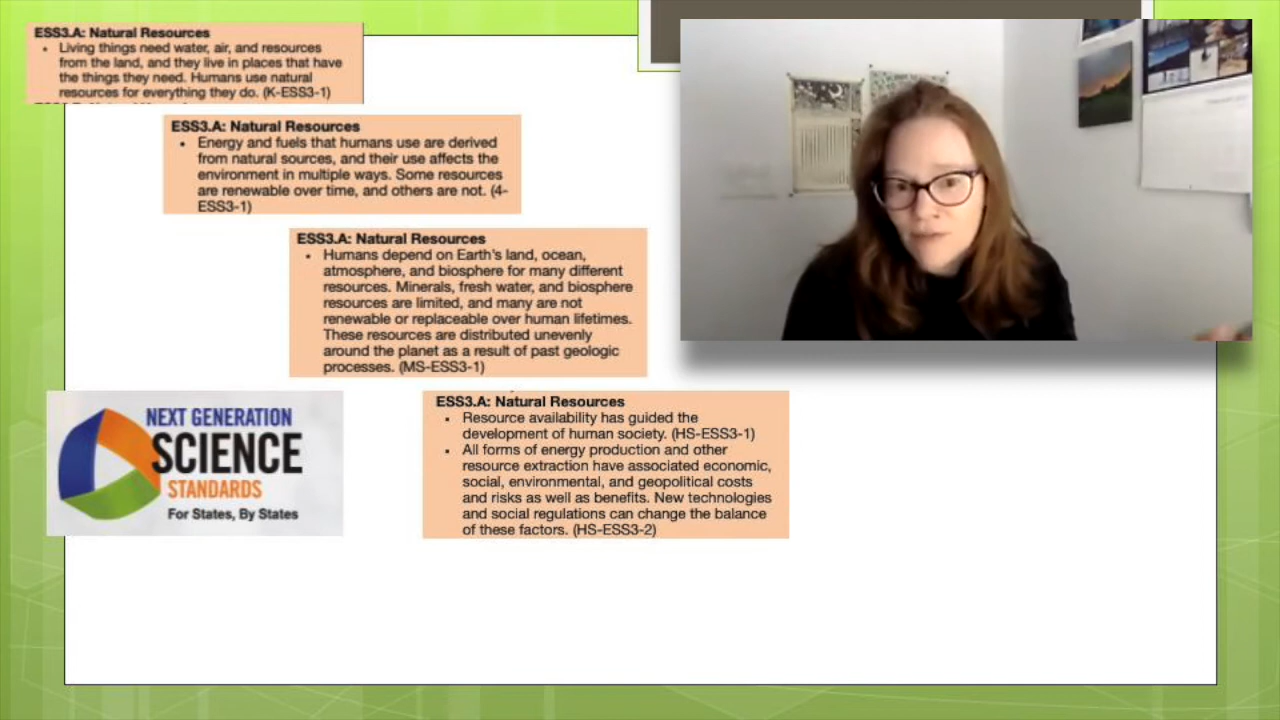 ESS3.A: Natural Resources
• Living things need water, air, and resources
from the land, and they live in places that have
the things they need. Humans use natural
resources for everything they do. (K-ESS3-1)
ESS3.A: Natural Resources
• Energy and fuels that humans use are derived
from natural sources, and their use affects the
environment in multiple ways. Some resources
are renewable over time, and others are not. (4-
ESS3-1)
ESS3.A: Natural Resources
• Humans depend on Earth's land, ocean,
atmosphere, and biosphere for many different
resources. Minerals, fresh water, and biosphere
resources are limited, and many are not
renewable or replaceable over human lifetimes.
These resources are distributed unevenly
around the planet as a result of past geologic
processes. (MS-ESS3-1)
NEXT GENERATION
SCIENCE
STANDARDS
For States, By States
ESS3.A: Natural Resources
• Resource availability has guided the
development of human society. (HS-ESS3-1)
• All forms of energy production and other
resource extraction have associated economic,
social, environmental, and geopolitical costs
and risks as well as benefits. New technologies
and social regulations can change the balance
of these factors. (HS-ESS3-2)